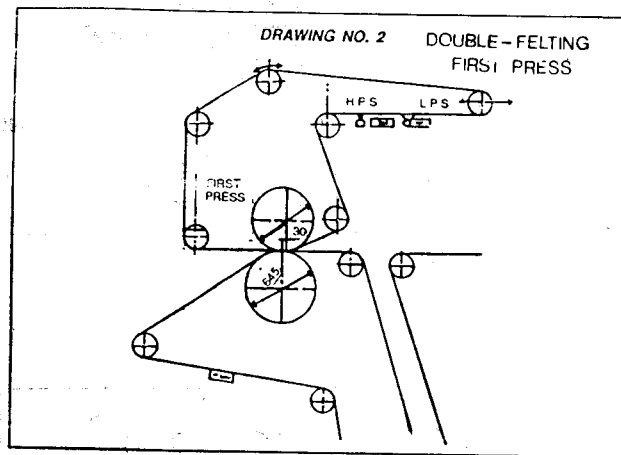 DRAWING NO. 2
DOUBLE-FELTING
FIRST PRESS
HPS
LPS
FIRST
PRESS
30
645